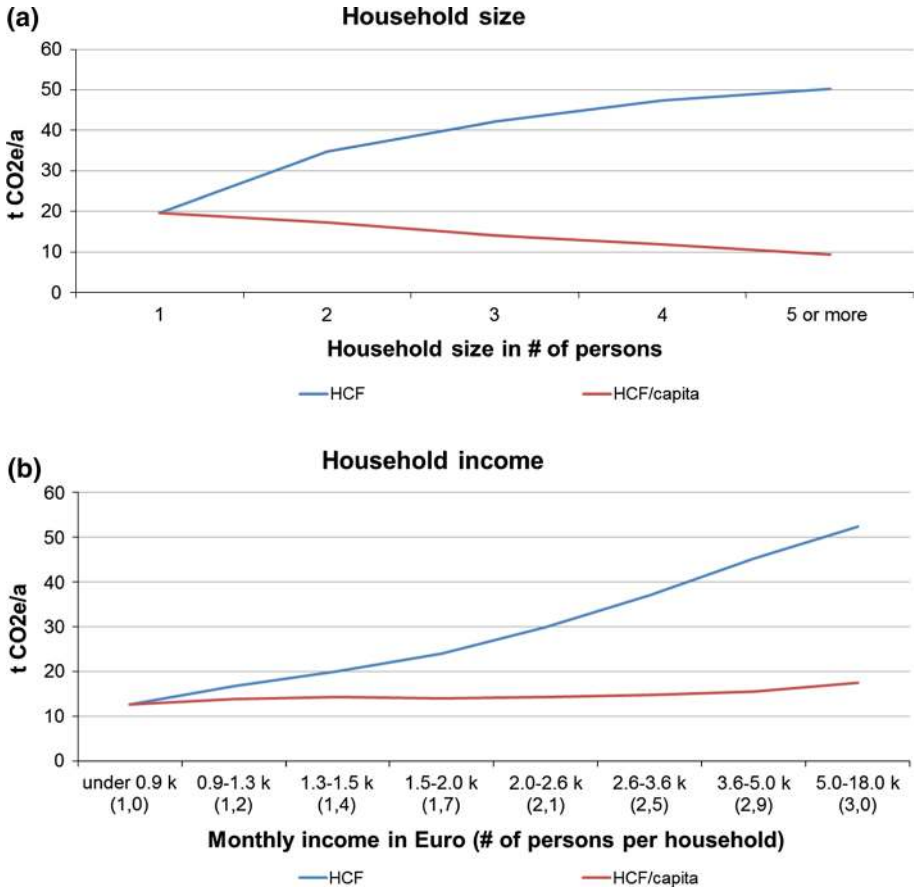 (a) Household size
60
50
40
30
20
10
0
t CO2e/a
1 2 3 4 5 or more
Household size in # of persons
HCF HCF/capita
(b) Household income
60
50
40
30
20
10
0
t CO2e/a
under 0.9 k 0.9-1.3 k 1.3-1.5 k 1.5-2.0 k 2.0-2.6 k 2.6-3.6 k 3.6-5.0 k 5.0-18.0 k
(1,0) (1,2) (1,4) (1,7) (2,1) (2,5) (2,9) (3,0)
Monthly income in Euro (# of persons per household)
HCF HCF/capita